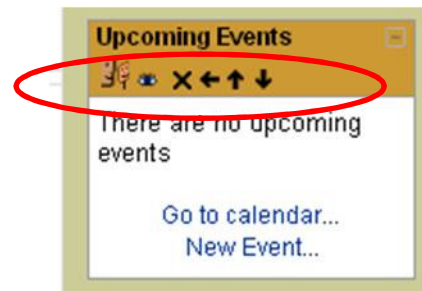 Upcoming Events
There are no upcoming
events
Go to calendar...
New Event...